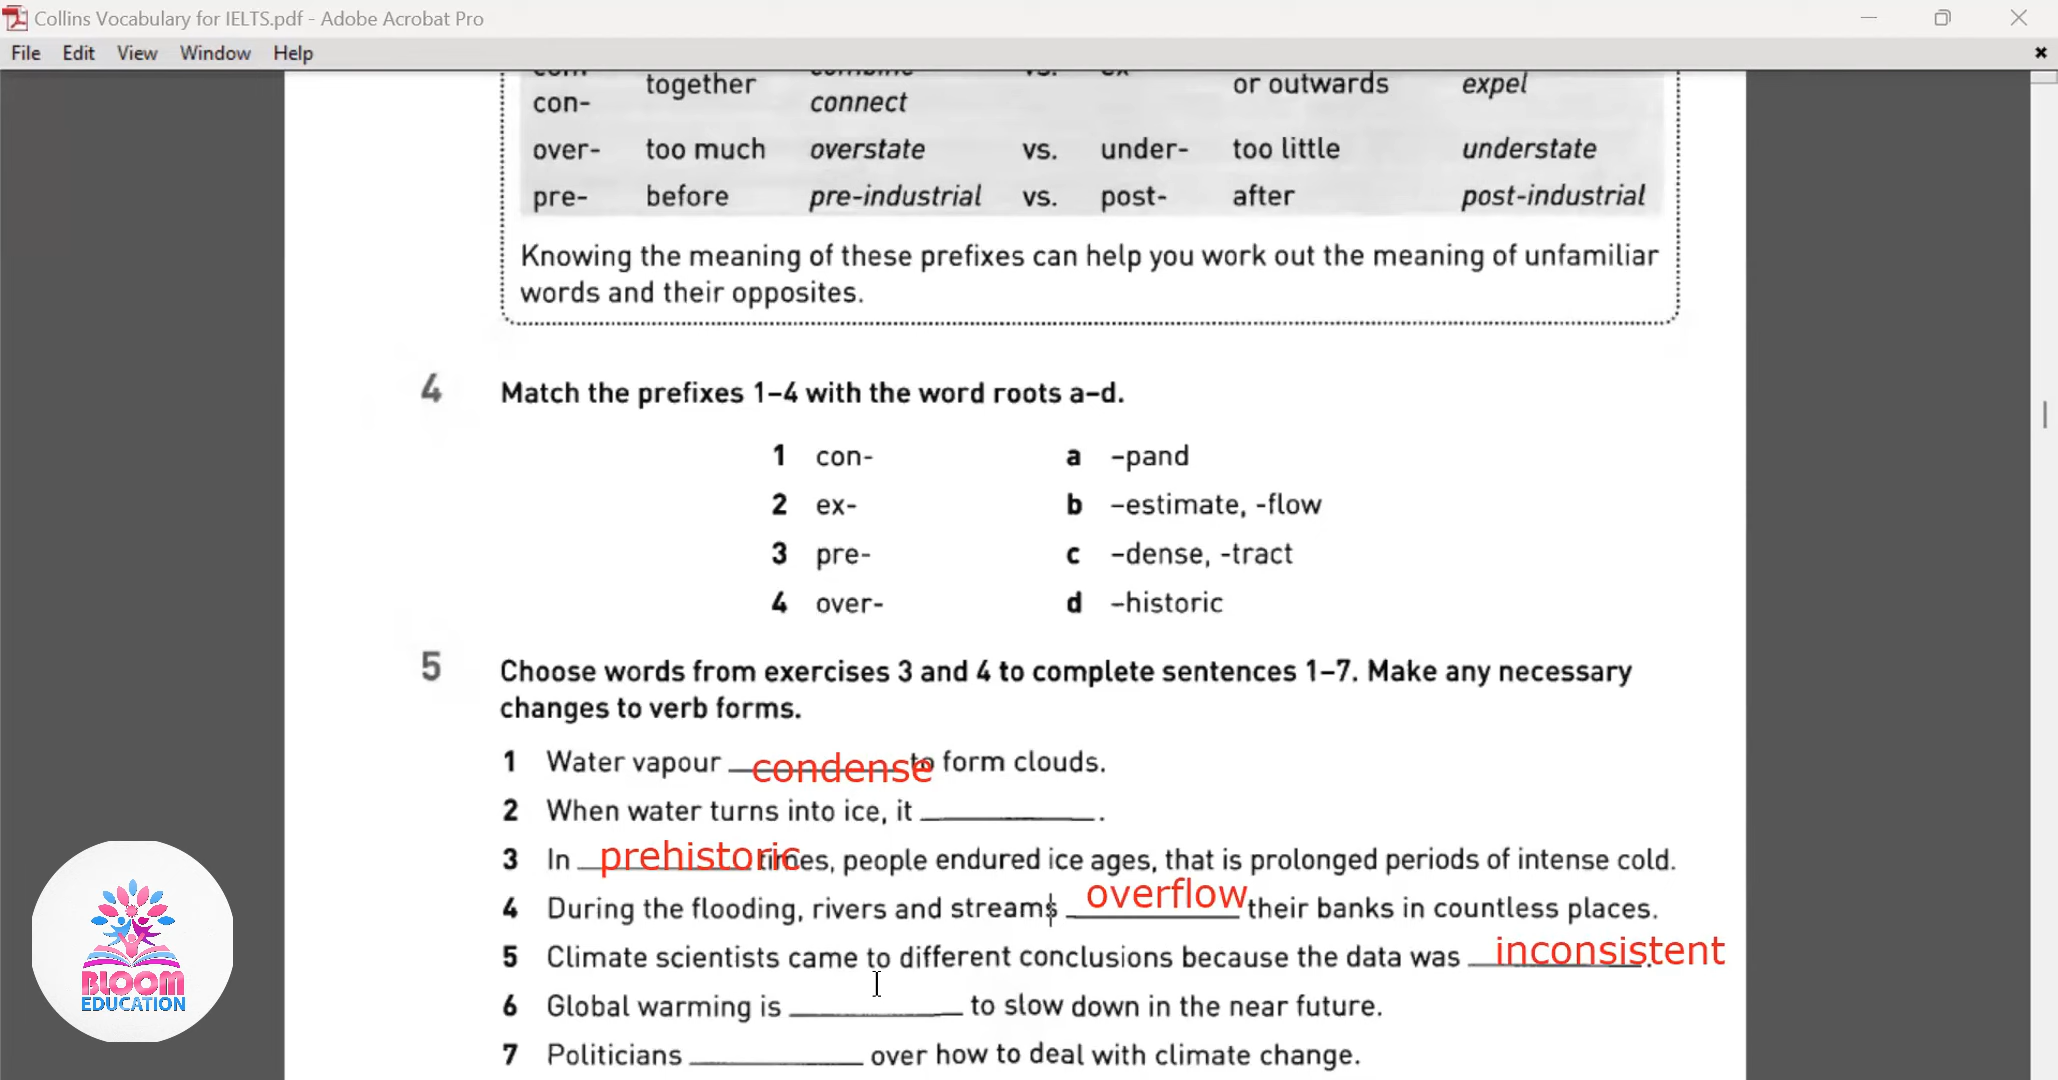 Collins Vocabulary for IELTS.pdf - Adobe Acrobat Pro
File Edit View Window Help
together combine vs. ex- or outwards expel
con- connect
over- too much overstate vs. under- too little understate
pre- before pre-industrial vs. post- after post-industrial
Knowing the meaning of these prefixes can help you work out the meaning of unfamiliar
words and their opposites.
4 Match the prefixes 1–4 with the word roots a–d.
1 con- a –pand
2 ex- b –estimate, -flow
3 pre- c –dense, -tract
4 over- d –historic
5 Choose words from exercises 3 and 4 to complete sentences 1–7. Make any necessary
changes to verb forms.
1 Water vapour condense to form clouds.
2 When water turns into ice, it ____________.
3 In prehistoric times, people endured ice ages, that is prolonged periods of intense cold.
4 During the flooding, rivers and streams overflow their banks in countless places.
5 Climate scientists came to different conclusions because the data was inconsistent.
6 Global warming is ____________ to slow down in the near future.
7 Politicians ____________ over how to deal with climate change.
BLOOM
EDUCATION